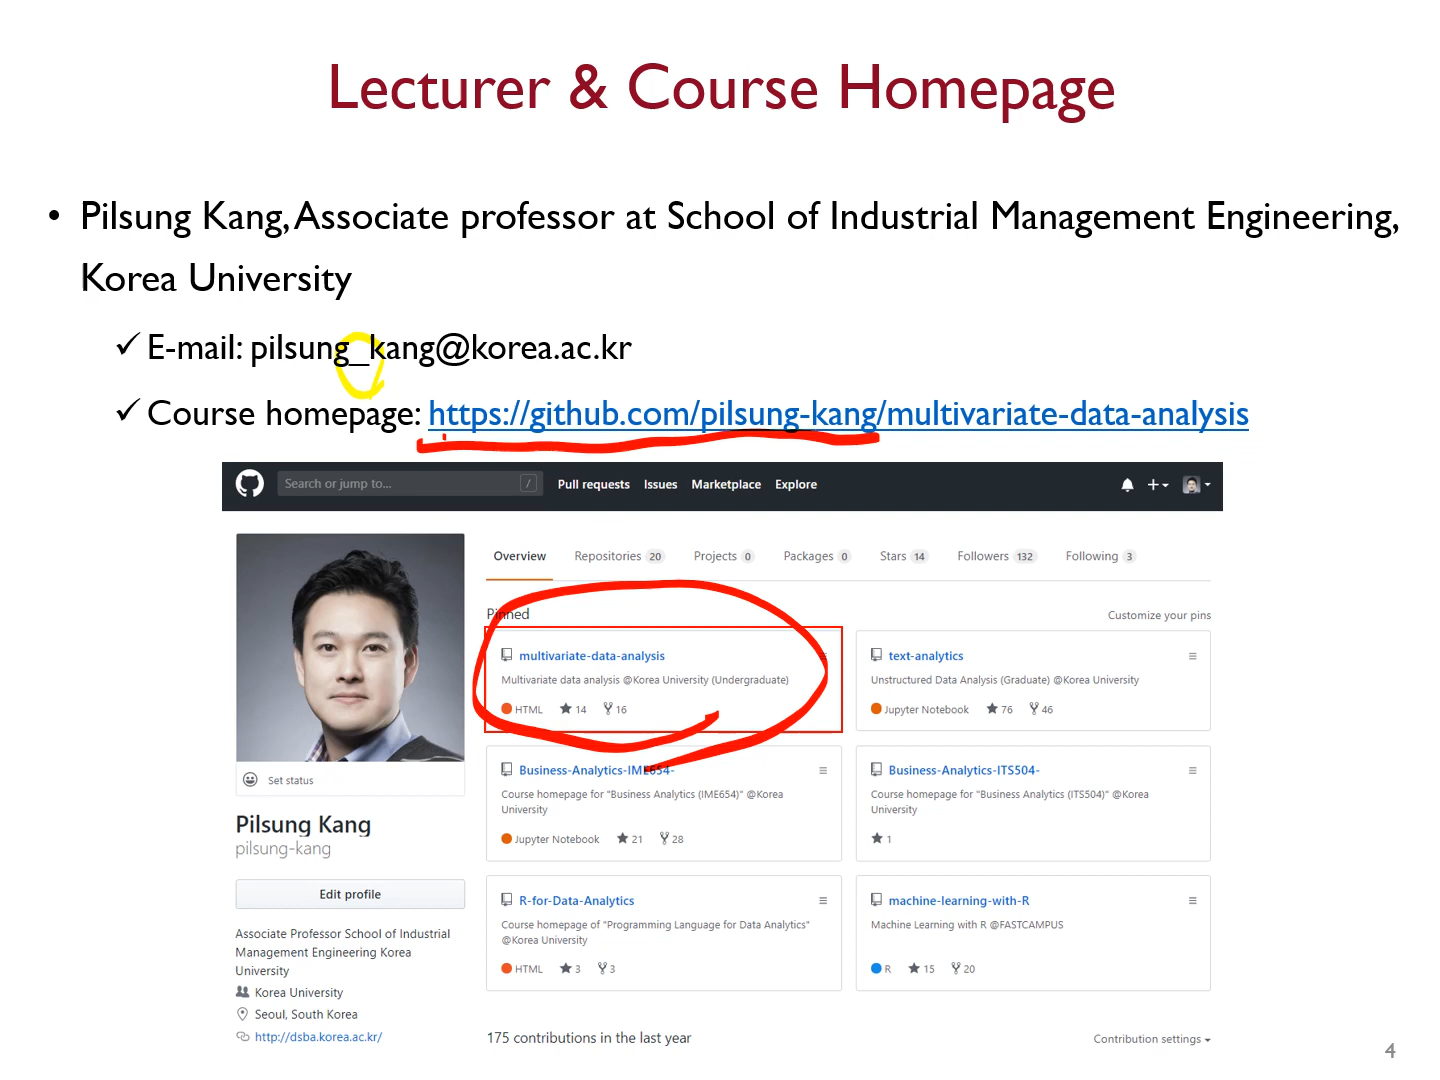 Lecturer & Course Homepage
• Pilsung Kang, Associate professor at School of Industrial Management Engineering,
Korea University
✓ E-mail: pilsung_kang@korea.ac.kr
✓ Course homepage: https://github.com/pilsung-kang/multivariate-data-analysis
Search or jump to... / Pull requests Issues Marketplace Explore
Overview Repositories 20 Projects 0 Packages 0 Stars 14 Followers 132 Following 3
Pinned Customize your pins
multivariate-data-analysis
Multivariate data analysis @Korea University (Undergraduate)
HTML 14 16
text-analytics
Unstructured Data Analysis (Graduate) @Korea University
Jupyter Notebook 76 46
Business-Analytics-IME654-
Course homepage for "Business Analytics (IME654)" @Korea
University
Jupyter Notebook 21 28
Business-Analytics-ITS504-
Course homepage for "Business Analytics (ITS504)" @Korea
University
1
R-for-Data-Analytics
Course homepage of "Programming Language for Data Analytics"
@Korea University
HTML 3 3
machine-learning-with-R
Machine Learning with R @FASTCAMPUS
R 15 20
Set status
Pilsung Kang
pilsung-kang
Edit profile
Associate Professor School of Industrial
Management Engineering Korea
University
Korea University
Seoul, South Korea
http://dsba.korea.ac.kr/
175 contributions in the last year Contribution settings
4